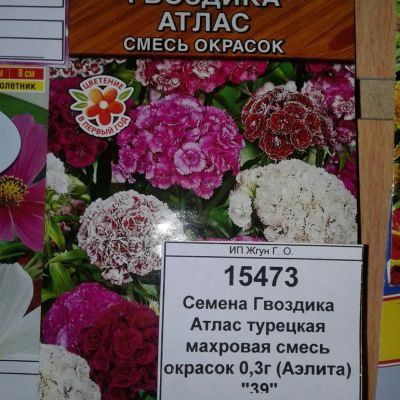 ГВОЗДИКА
АТЛАС
СМЕСЬ ОКРАСОК
8 см
ЦВЕТЕНИЕ
В ПЕРВЫЙ ГОД
ИП Жгун Г. О.
15473
Семена Гвоздика
Атлас турецкая
махровая смесь
окрасок 0,3г (Аэлита)
"39"